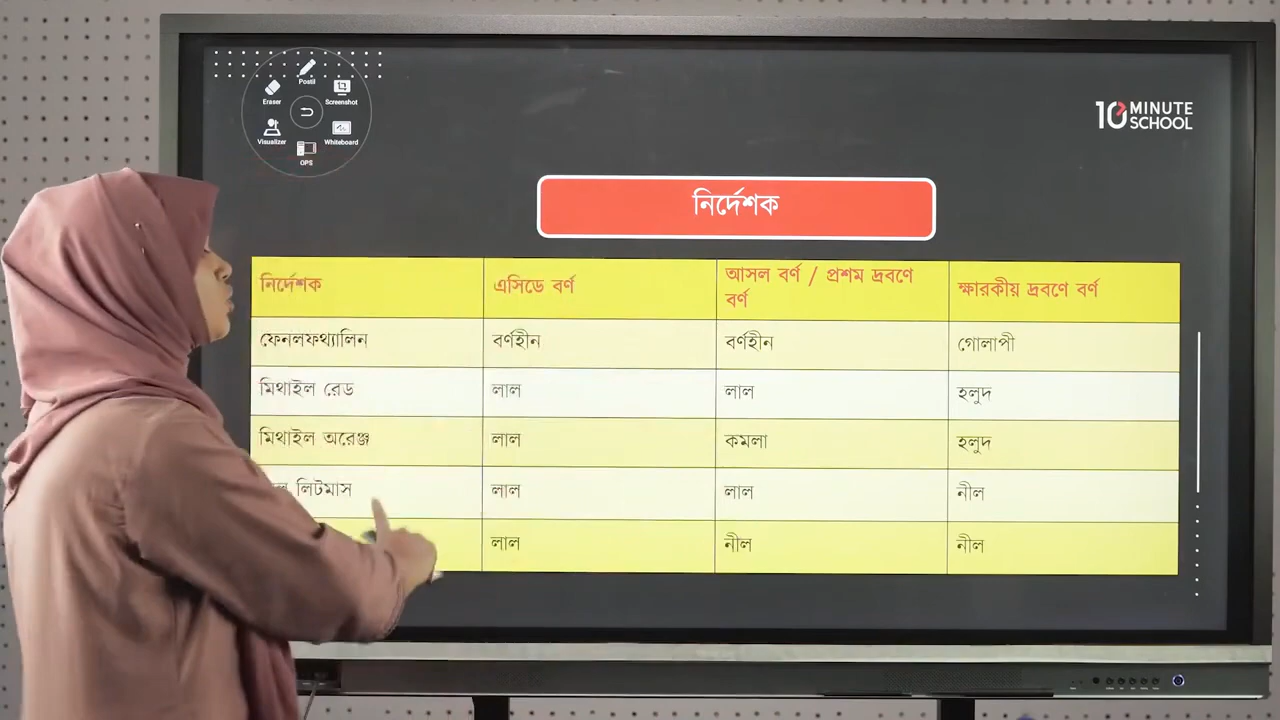 Postil
Eraser
Screenshot
Visualizer
Whiteboard
OPS
10 MINUTE
SCHOOL
নির্দেশক
নির্দেশক এসিডে বর্ণ আসল বর্ণ / প্রশম দ্রবণে বর্ণ ক্ষারকীয় দ্রবণে বর্ণ
ফেনলফথ্যালিন বর্ণহীন বর্ণহীন গোলাপী
মিথাইল রেড লাল লাল হলুদ
মিথাইল অরেঞ্জ লাল কমলা হলুদ
লিটমাস লাল লাল নীল
লাল নীল নীল